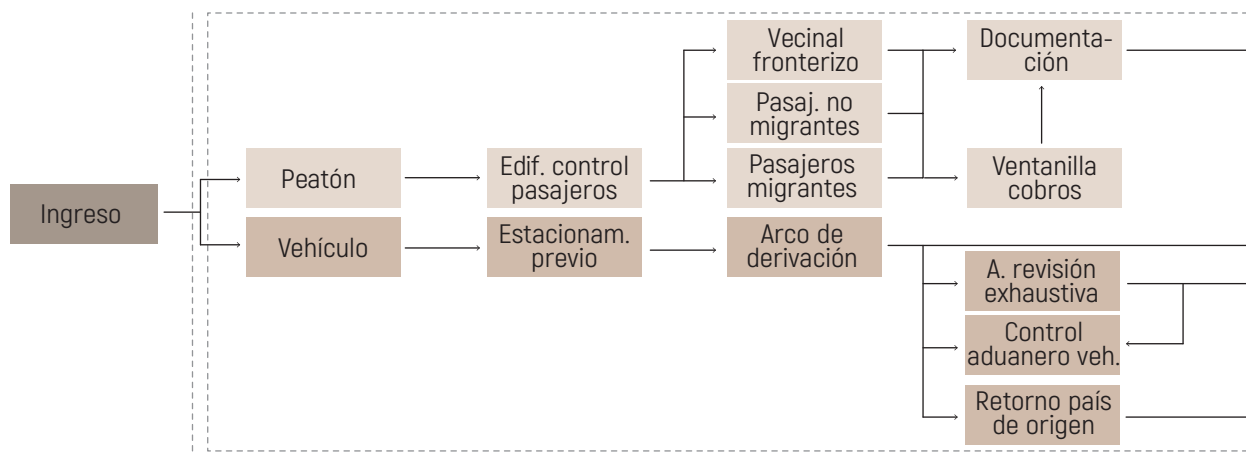 Ingreso
Peatón
Vehículo
Edif. control
pasajeros
Estacionam.
previo
Vecinal
fronterizo
Pasaj. no
migrantes
Pasajeros
migrantes
Arco de
derivación
Documenta-
ción
Ventanilla
cobros
A. revisión
exhaustiva
Control
aduanero veh.
Retorno país
de origen